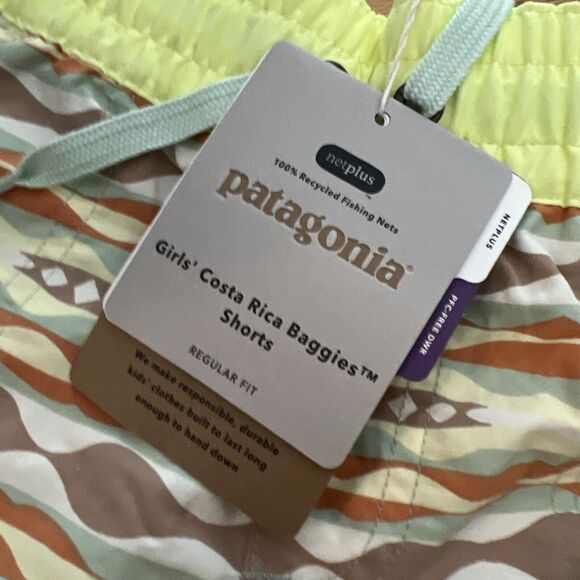 netplus™
100% Recycled Fishing Nets
patagonia®
Girls' Costa Rica Baggies™
Shorts
REGULAR FIT
We make responsible, durable
kids' clothes built to last long
enough to hand down
NETPLUS
PFC-FREE DWR